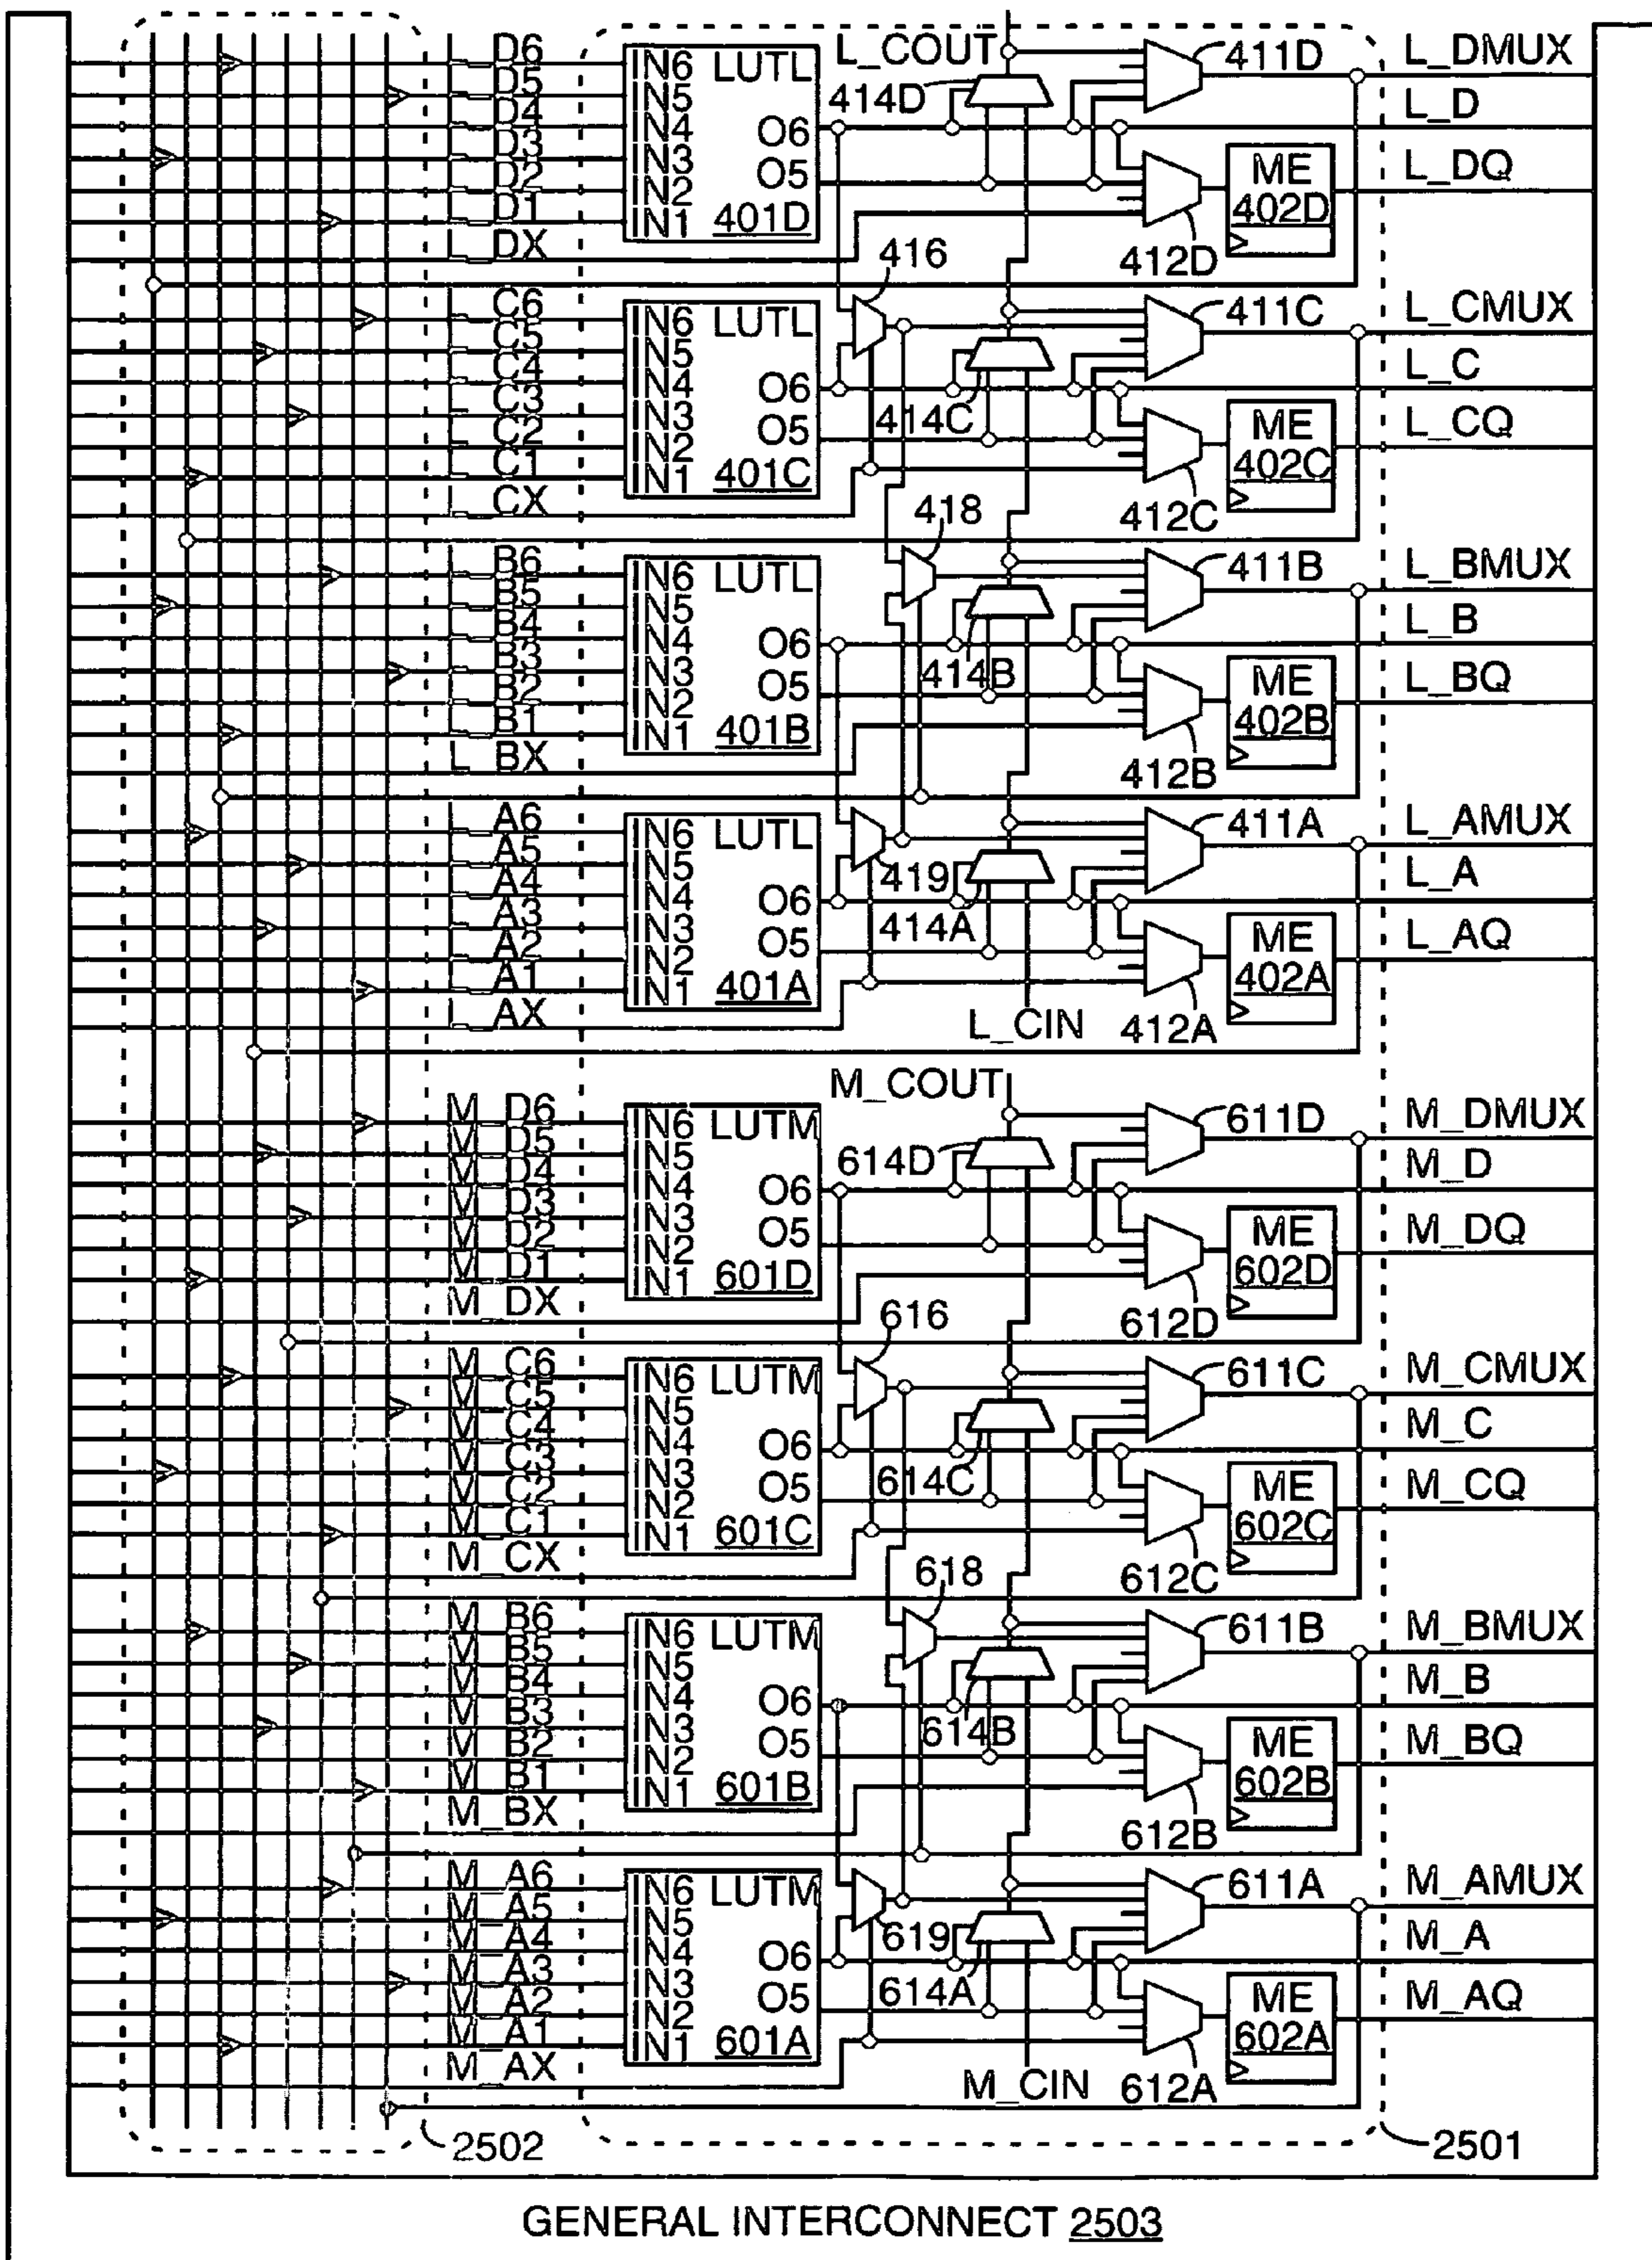 L_D6 IN6 LUTL L_COUT 411D L_DMUX
L_D5 IN5 414D
L_D4 IN4 O6 L_D
L_D3 IN3
L_D2 IN2 O5 ME L_DQ
L_D1 IN1 401D 402D
L_DX 416 412D
L_C6 IN6 LUTL 411C L_CMUX
L_C5 IN5
L_C4 IN4 O6 L_C
L_C3 IN3 414C
L_C2 IN2 O5 ME L_CQ
L_C1 IN1 401C 402C
L_CX 418 412C
L_B6 IN6 LUTL 411B L_BMUX
L_B5 IN5
L_B4 IN4 O6 L_B
L_B3 IN3 414B
L_B2 IN2 O5 ME L_BQ
L_B1 IN1 401B 402B
L_BX 412B
L_A6 IN6 LUTL 411A L_AMUX
L_A5 IN5 419
L_A4 IN4 O6 L_A
L_A3 IN3 414A
L_A2 IN2 O5 ME L_AQ
L_A1 IN1 401A 402A
L_AX L_CIN 412A
M_COUT
M_D6 IN6 LUTM 611D M_DMUX
M_D5 IN5 614D
M_D4 IN4 O6 M_D
M_D3 IN3
M_D2 IN2 O5 ME M_DQ
M_D1 IN1 601D 602D
M_DX 616 612D
M_C6 IN6 LUTM 611C M_CMUX
M_C5 IN5
M_C4 IN4 O6 M_C
M_C3 IN3 614C
M_C2 IN2 O5 ME M_CQ
M_C1 IN1 601C 602C
M_CX 618 612C
M_B6 IN6 LUTM 611B M_BMUX
M_B5 IN5
M_B4 IN4 O6 M_B
M_B3 IN3 614B
M_B2 IN2 O5 ME M_BQ
M_B1 IN1 601B 602B
M_BX 612B
M_A6 IN6 LUTM 611A M_AMUX
M_A5 IN5 619
M_A4 IN4 O6 M_A
M_A3 IN3 614A
M_A2 IN2 O5 ME M_AQ
M_A1 IN1 601A 602A
M_AX M_CIN 612A
2502 2501
GENERAL INTERCONNECT 2503